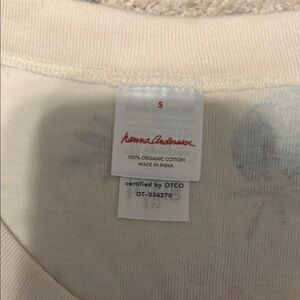 S
hanna andersson
100% ORGANIC COTTON
MADE IN INDIA
certified by OTCO
OT-036270